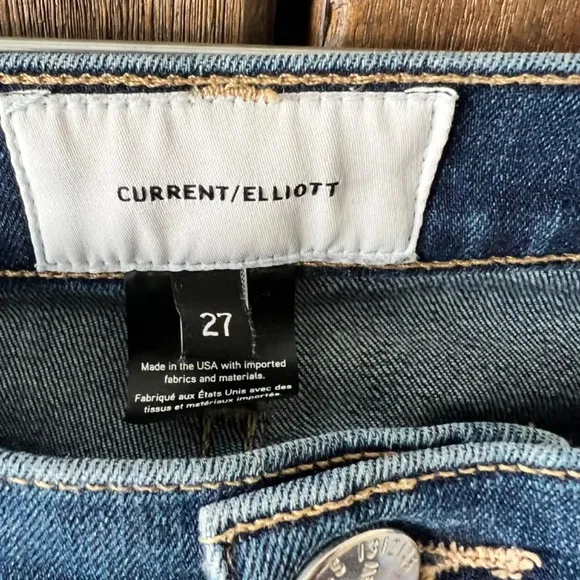 CURRENT/ELLIOTT
27
Made in the USA with imported
fabrics and materials.
Fabriqué aux États Unis avec des
tissus et matériaux importés.